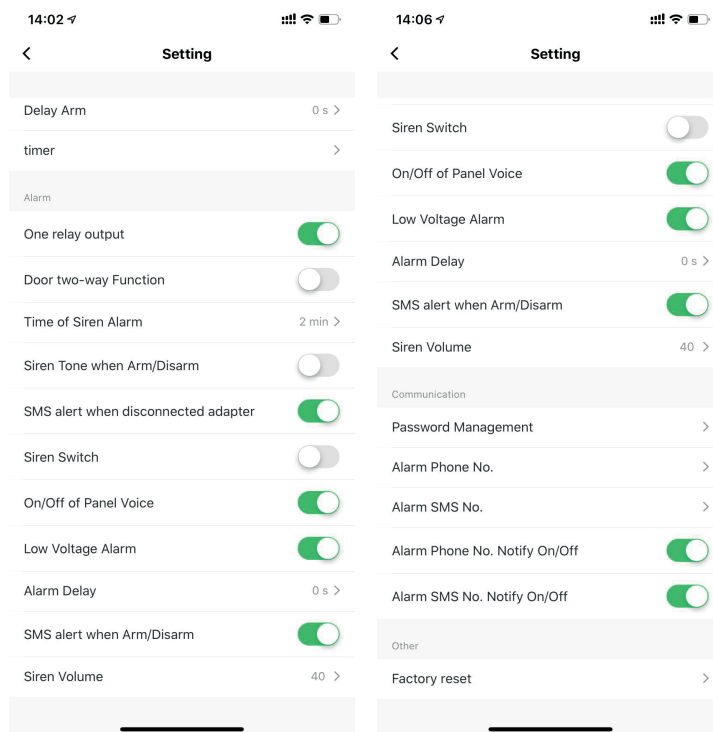 14:02
Setting
Delay Arm 0 s
timer
Alarm
One relay output
Door two-way Function
Time of Siren Alarm 2 min
Siren Tone when Arm/Disarm
SMS alert when disconnected adapter
Siren Switch
On/Off of Panel Voice
Low Voltage Alarm
Alarm Delay 0 s
SMS alert when Arm/Disarm
Siren Volume 40
14:06
Setting
Siren Switch
On/Off of Panel Voice
Low Voltage Alarm
Alarm Delay 0 s
SMS alert when Arm/Disarm
Siren Volume 40
Communication
Password Management
Alarm Phone No.
Alarm SMS No.
Alarm Phone No. Notify On/Off
Alarm SMS No. Notify On/Off
Other
Factory reset